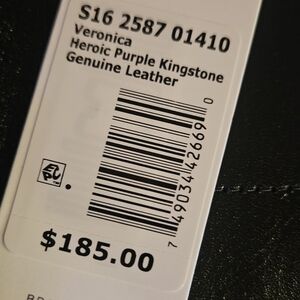 S16 2587 01410
Veronica
Heroic Purple Kingstone
Genuine Leather
7 49034 42669 0
$185.00